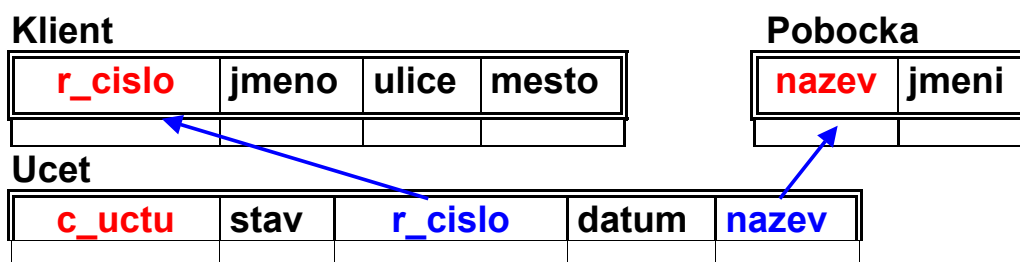 Klient Pobocka
r_cislo jmeno ulice mesto nazev jmeni
Ucet
c_uctu stav r_cislo datum nazev